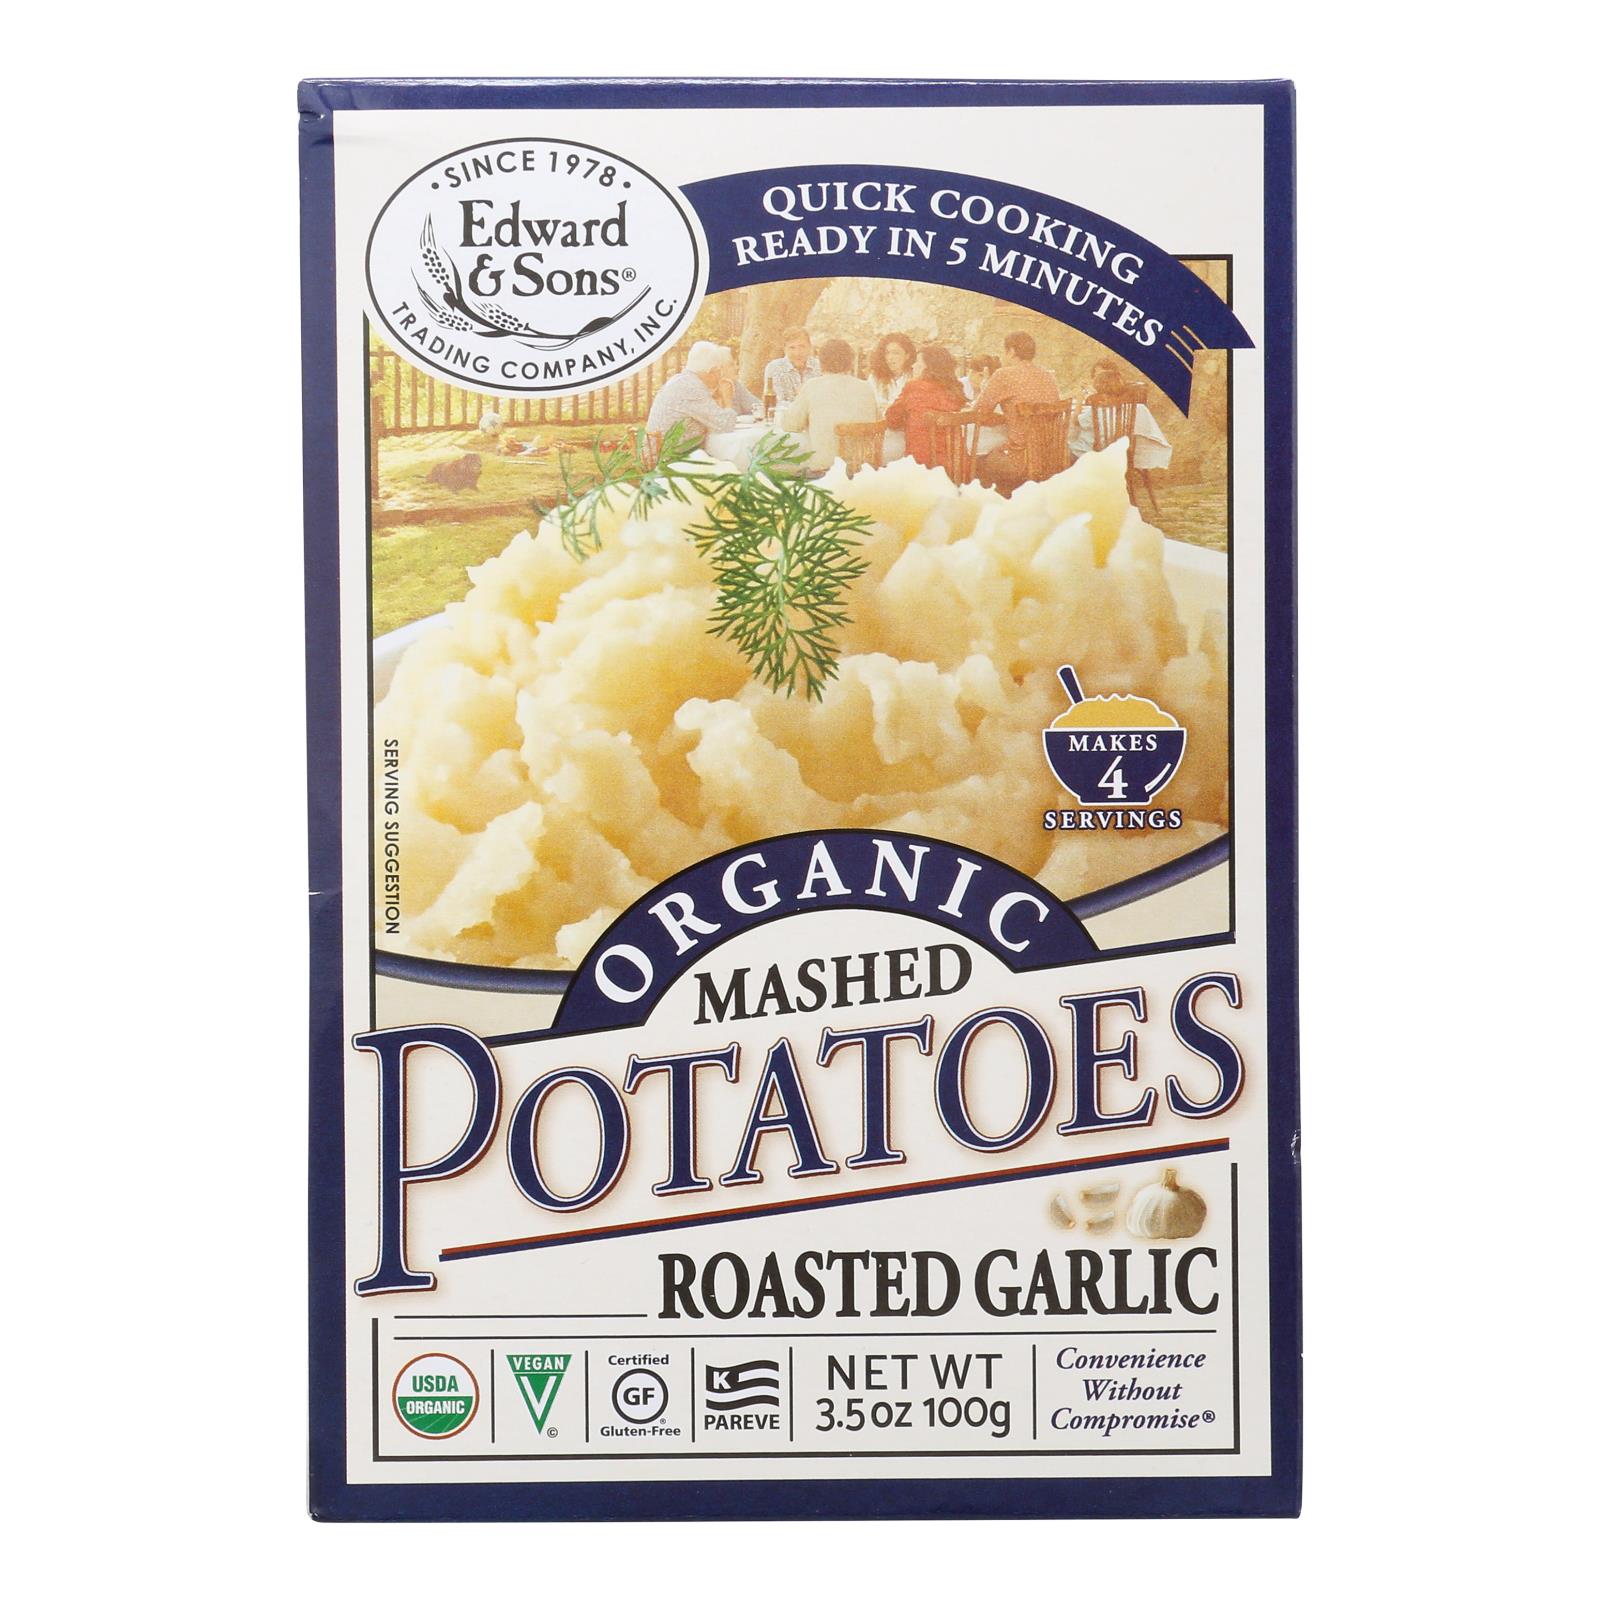 • SINCE 1978 •
Edward
& Sons®
TRADING COMPANY, INC.
QUICK COOKING
READY IN 5 MINUTES
MAKES
4
SERVINGS
SERVING SUGGESTION
ORGANIC
MASHED
POTATOES
ROASTED GARLIC
USDA
ORGANIC
VEGAN
V
©
Certified
GF
®
Gluten-Free
K
PAREVE
NET WT
3.5 oz 100g
Convenience
Without
Compromise®